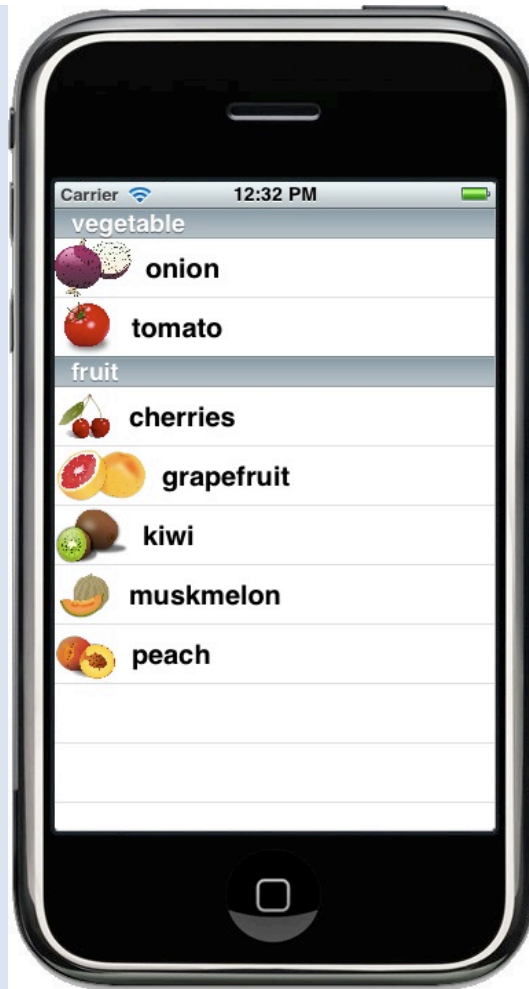 Carrier 12:32 PM
vegetable
onion
tomato
fruit
cherries
grapefruit
kiwi
muskmelon
peach